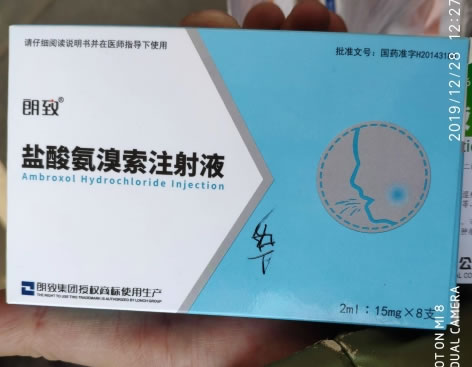 请仔细阅读说明书并在医师指导下使用
批准文号：国药准字H2014318
朗致®
盐酸氨溴索注射液
Ambroxol Hydrochloride Injection
朗致集团授权商标使用生产
THE RIGHT TO USE THIS TRADEMARK IS AUTHORIZED BY LONCH GROUP
2ml：15mg×8支
2019/12/28 12:27
OT ON MI 8
DUAL CAMERA
公